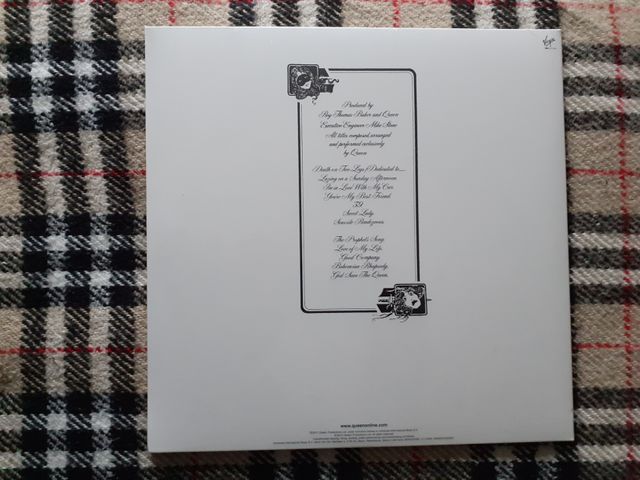 Virgin
Produced by
Roy Thomas Baker and Queen
Executive Engineer Mike Stone
All titles composed arranged
and performed exclusively
by Queen
Death on Two Legs (Dedicated to......
Lazing on a Sunday Afternoon
I'm in Love With My Car
You're My Best Friend
'39
Sweet Lady
Seaside Rendezvous
The Prophet's Song
Love of My Life
Good Company
Bohemian Rhapsody
God Save The Queen
www.queenonline.com